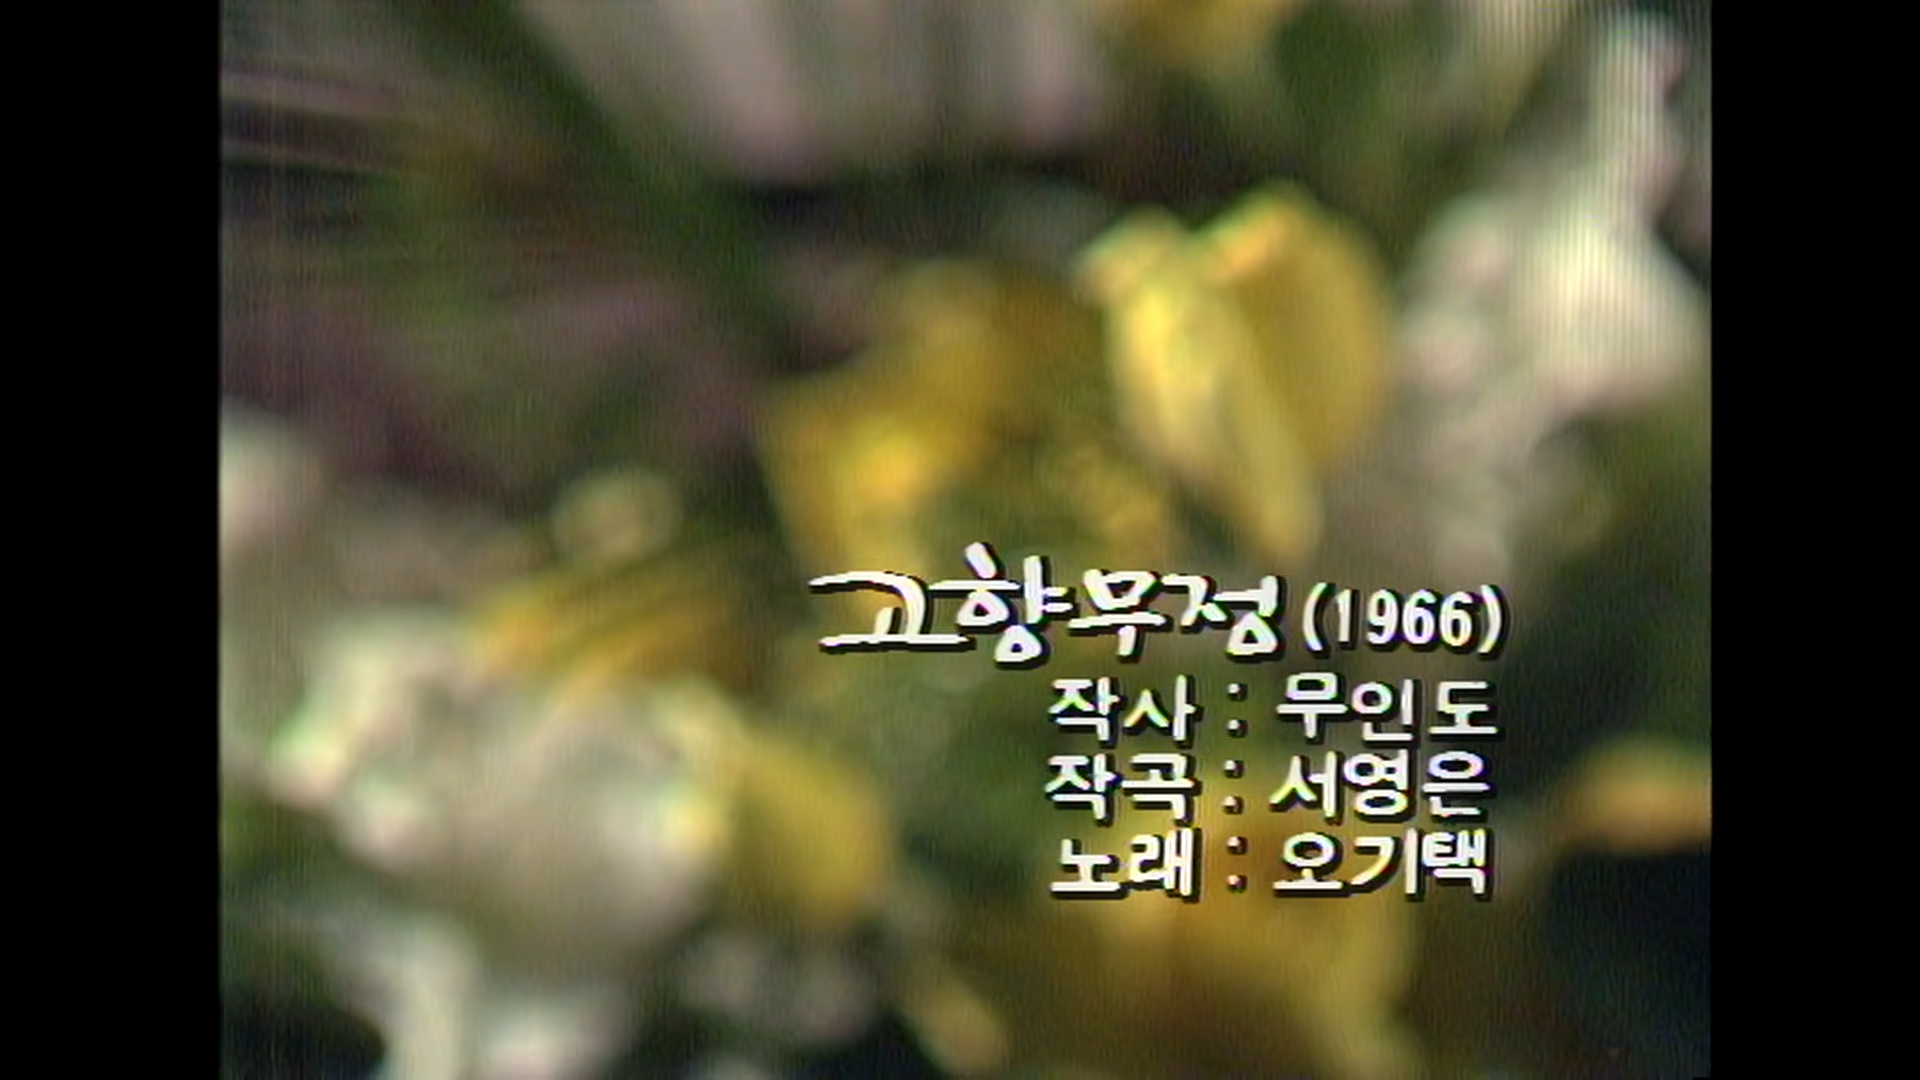 고향무정 (1966)
작사 : 무인도
작곡 : 서영은
노래 : 오기택